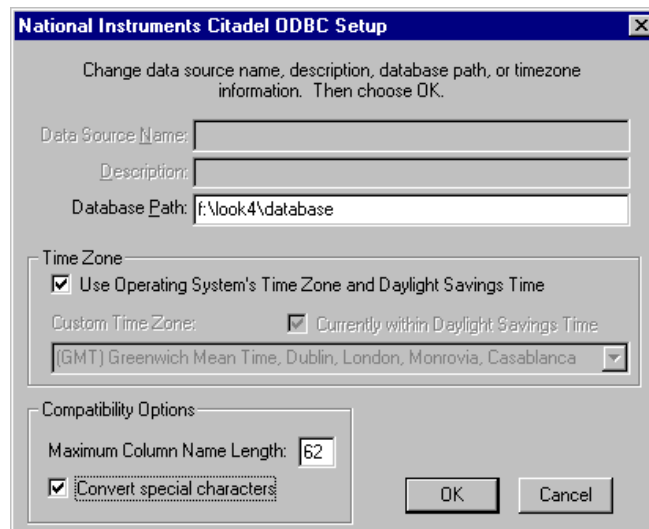 National Instruments Citadel ODBC Setup
Change data source name, description, database path, or timezone
information. Then choose OK.
Data Source Name:
Description:
Database Path: f:\look4\database
Time Zone
Use Operating System's Time Zone and Daylight Savings Time
Custom Time Zone: Currently within Daylight Savings Time
(GMT) Greenwich Mean Time, Dublin, London, Monrovia, Casablanca
Compatibility Options
Maximum Column Name Length: 62
Convert special characters
OK Cancel